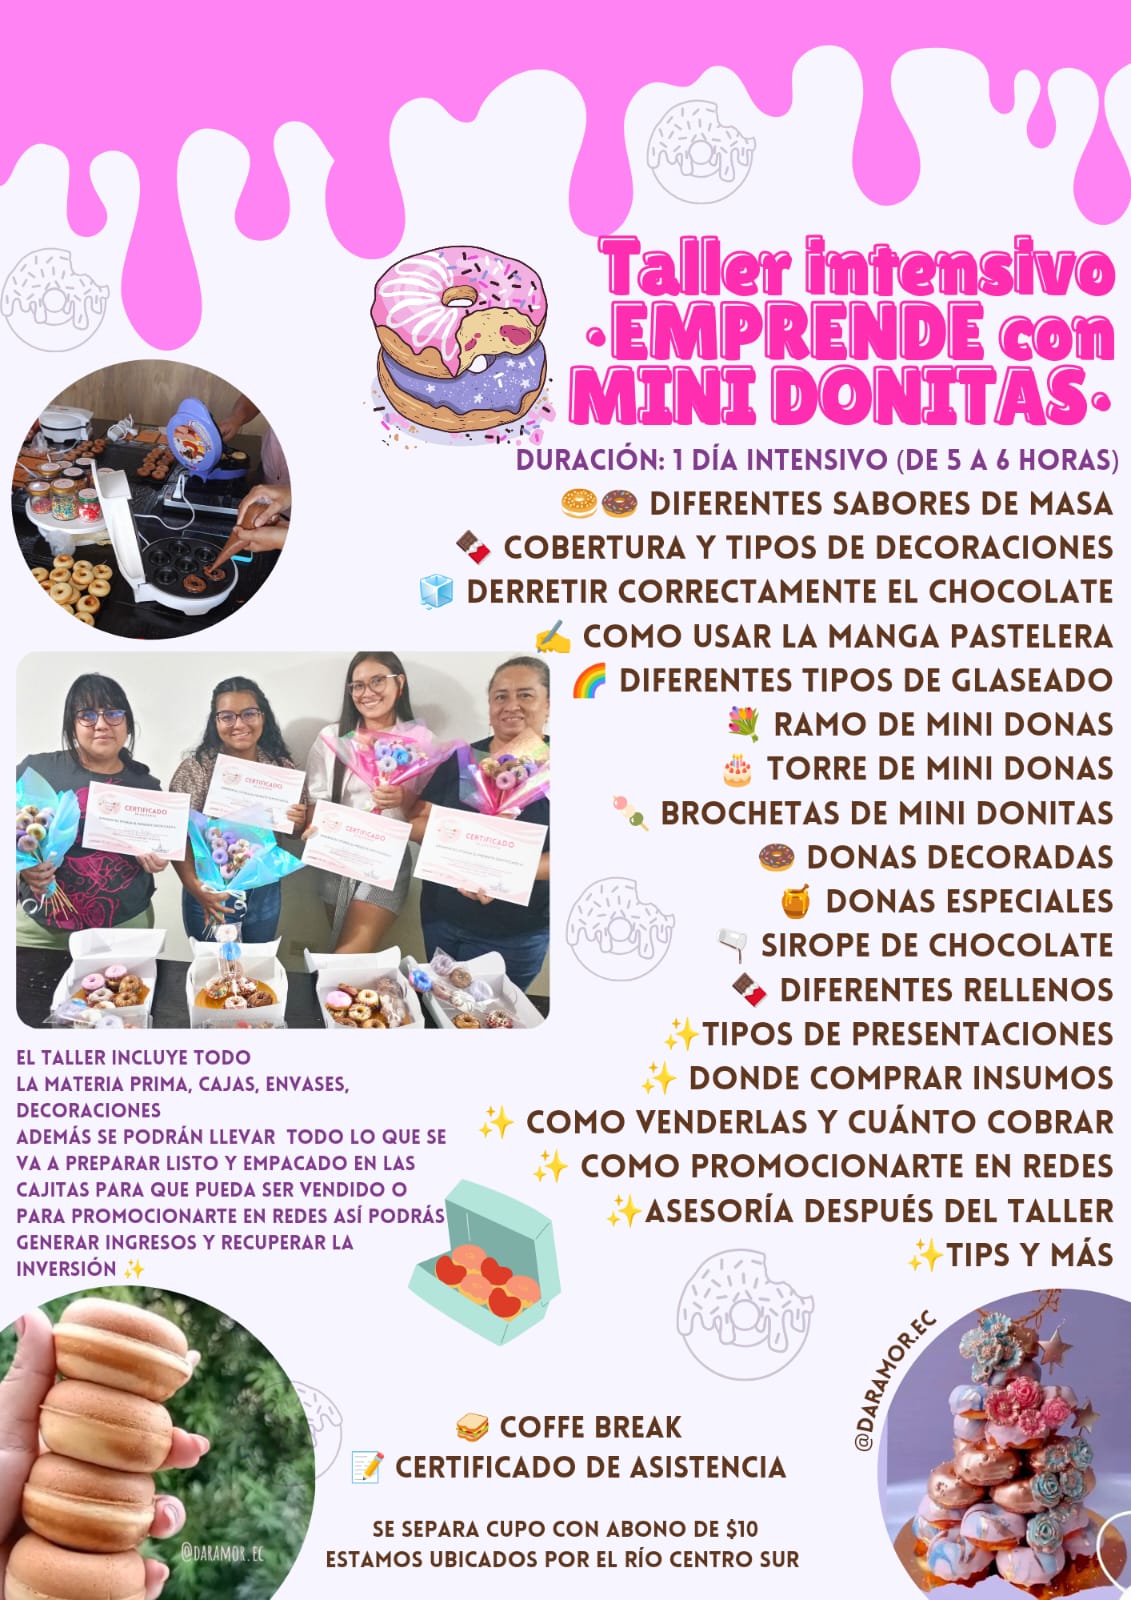 Taller intensivo
•EMPRENDE con
MINI DONITAS•
DURACIÓN: 1 DÍA INTENSIVO (DE 5 A 6 HORAS)
DIFERENTES SABORES DE MASA
COBERTURA Y TIPOS DE DECORACIONES
DERRETIR CORRECTAMENTE EL CHOCOLATE
COMO USAR LA MANGA PASTELERA
DIFERENTES TIPOS DE GLASEADO
RAMO DE MINI DONAS
TORRE DE MINI DONAS
BROCHETAS DE MINI DONITAS
DONAS DECORADAS
DONAS ESPECIALES
SIROPE DE CHOCOLATE
DIFERENTES RELLENOS
✨TIPOS DE PRESENTACIONES
✨ DONDE COMPRAR INSUMOS
✨ COMO VENDERLAS Y CUÁNTO COBRAR
✨ COMO PROMOCIONARTE EN REDES
✨ASESORÍA DESPUÉS DEL TALLER
✨TIPS Y MÁS
CERTIFICADO
CERTIFICADO
CERTIFICADO
CERTIFICADO
EL TALLER INCLUYE TODO
LA MATERIA PRIMA, CAJAS, ENVASES,
DECORACIONES
ADEMÁS SE PODRÁN LLEVAR TODO LO QUE SE
VA A PREPARAR LISTO Y EMPACADO EN LAS
CAJITAS PARA QUE PUEDA SER VENDIDO O
PARA PROMOCIONARTE EN REDES ASÍ PODRÁS
GENERAR INGRESOS Y RECUPERAR LA
INVERSIÓN ✨
@DARAMOR.EC
COFFE BREAK
CERTIFICADO DE ASISTENCIA
@DARAMOR.EC
SE SEPARA CUPO CON ABONO DE $10
ESTAMOS UBICADOS POR EL RÍO CENTRO SUR